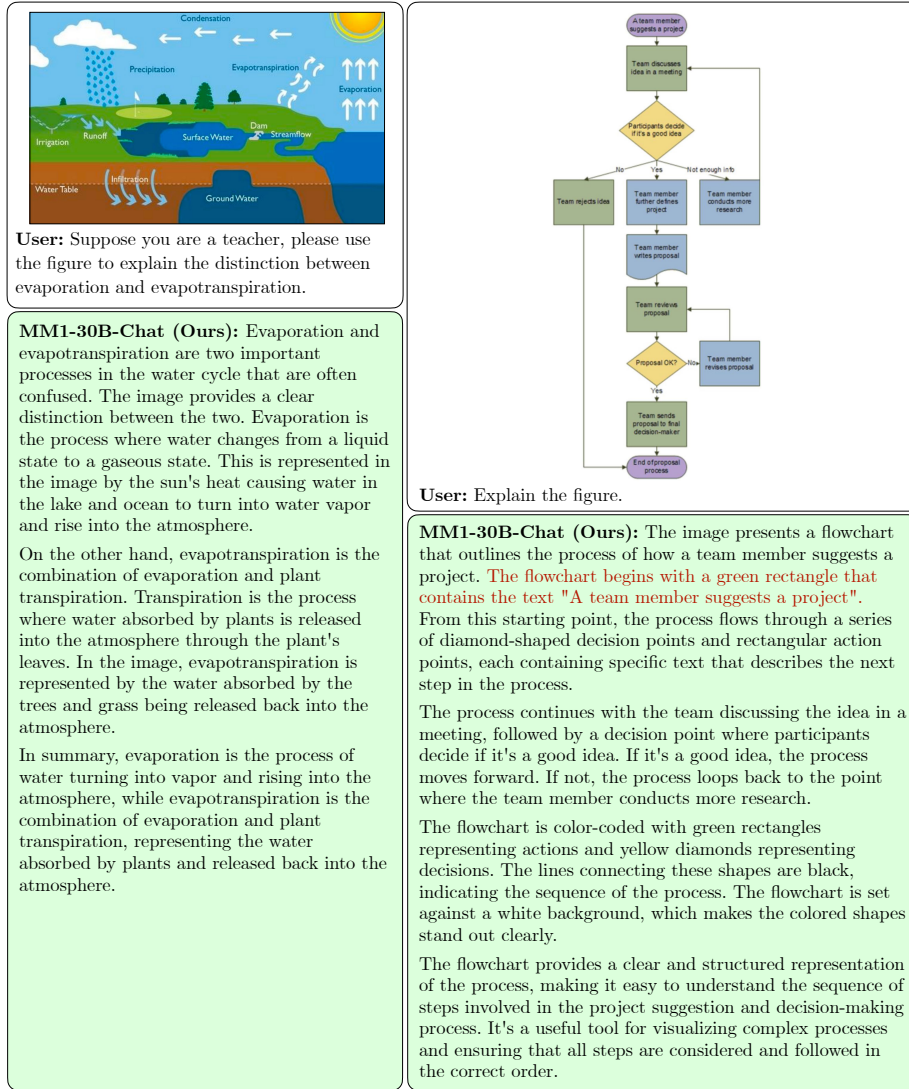 Condensation
Precipitation
Evapotranspiration
Evaporation
Irrigation
Runoff
Surface Water
Dam
Streamflow
Infiltration
Water Table
Ground Water
User: Suppose you are a teacher, please use
the figure to explain the distinction between
evaporation and evapotranspiration.
MM1-30B-Chat (Ours): Evaporation and
evapotranspiration are two important
processes in the water cycle that are often
confused. The image provides a clear
distinction between the two. Evaporation is
the process where water changes from a liquid
state to a gaseous state. This is represented in
the image by the sun's heat causing water in
the lake and ocean to turn into water vapor
and rise into the atmosphere.
On the other hand, evapotranspiration is the
combination of evaporation and plant
transpiration. Transpiration is the process
where water absorbed by plants is released
into the atmosphere through the plant's
leaves. In the image, evapotranspiration is
represented by the water absorbed by the
trees and grass being released back into the
atmosphere.
In summary, evaporation is the process of
water turning into vapor and rising into the
atmosphere, while evapotranspiration is the
combination of evaporation and plant
transpiration, representing the water
absorbed by plants and released back into the
atmosphere.
A team member
suggests a project
Team discusses
idea in a meeting
Participants decide
if it's a good idea
No
Yes
Not enough info
Team rejects idea
Team member
further defines
project
Team member
conducts more
research
Team member
writes proposal
Team reviews
proposal
Proposal OK?
No
Team member
revises proposal
Yes
Team sends
proposal to final
decision-maker
End of proposal
process
User: Explain the figure.
MM1-30B-Chat (Ours): The image presents a flowchart
that outlines the process of how a team member suggests a
project. The flowchart begins with a green rectangle that
contains the text "A team member suggests a project".
From this starting point, the process flows through a series
of diamond-shaped decision points and rectangular action
points, each containing specific text that describes the next
step in the process.
The process continues with the team discussing the idea in a
meeting, followed by a decision point where participants
decide if it's a good idea. If it's a good idea, the process
moves forward. If not, the process loops back to the point
where the team member conducts more research.
The flowchart is color-coded with green rectangles
representing actions and yellow diamonds representing
decisions. The lines connecting these shapes are black,
indicating the sequence of the process. The flowchart is set
against a white background, which makes the colored shapes
stand out clearly.
The flowchart provides a clear and structured representation
of the process, making it easy to understand the sequence of
steps involved in the project suggestion and decision-making
process. It's a useful tool for visualizing complex processes
and ensuring that all steps are considered and followed in
the correct order.